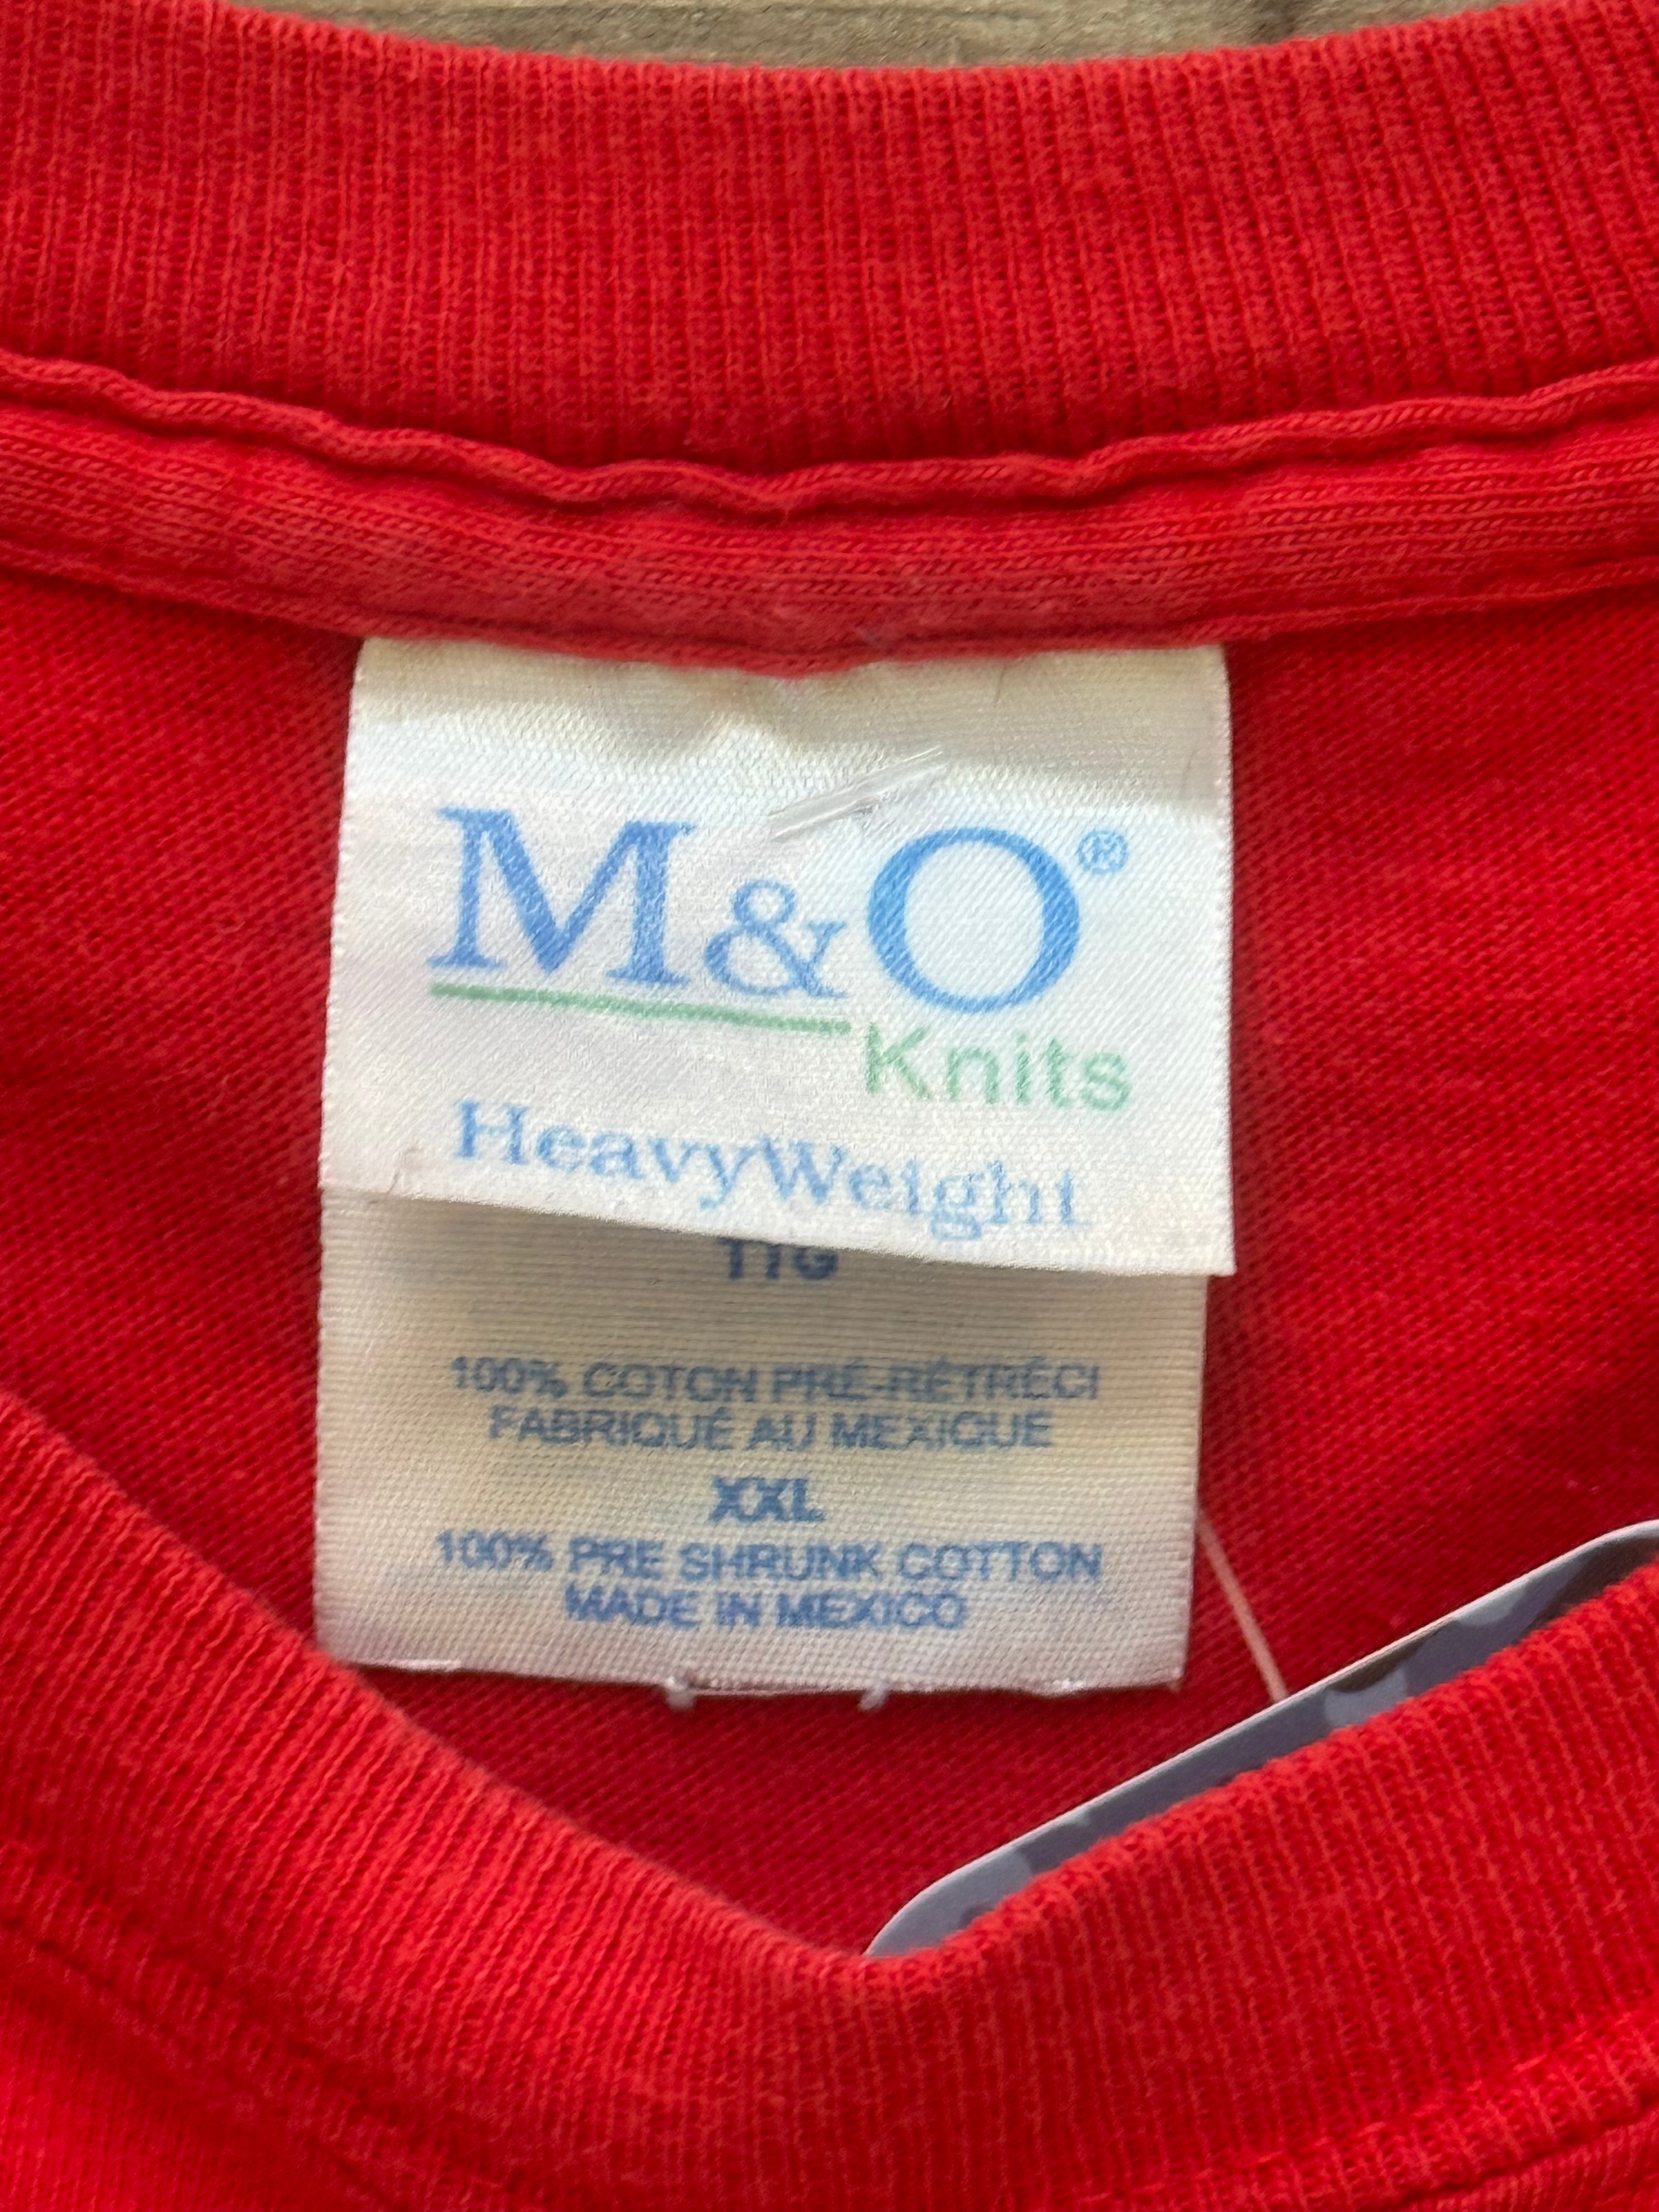 M&O®
Knits
HeavyWeight
TTG
100% COTON PRÉ-RÉTRÉCI
FABRIQUÉ AU MEXIQUE
XXL
100% PRE SHRUNK COTTON
MADE IN MEXICO